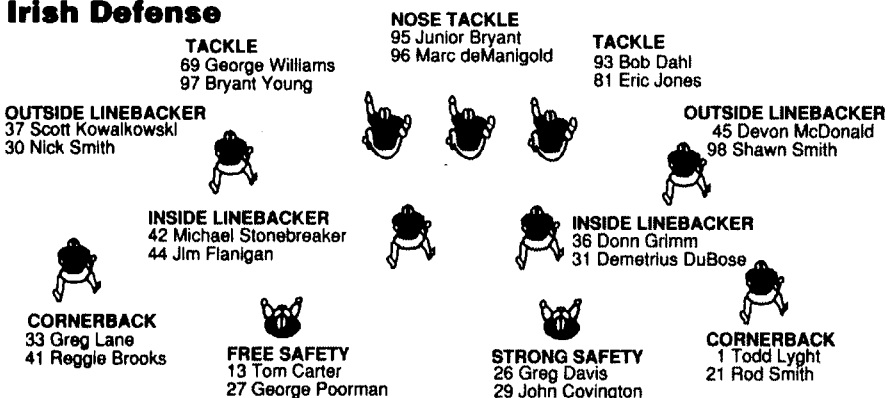 Irish Defense
NOSE TACKLE
95 Junior Bryant
96 Marc deManigold
TACKLE
69 George Williams
97 Bryant Young
TACKLE
93 Bob Dahl
81 Eric Jones
OUTSIDE LINEBACKER
37 Scott Kowalkowski
30 Nick Smith
OUTSIDE LINEBACKER
45 Devon McDonald
98 Shawn Smith
INSIDE LINEBACKER
42 Michael Stonebreaker
44 Jim Flanigan
INSIDE LINEBACKER
36 Donn Grimm
31 Demetrius DuBose
CORNERBACK
33 Greg Lane
41 Reggie Brooks
FREE SAFETY
13 Tom Carter
27 George Poorman
STRONG SAFETY
26 Greg Davis
29 John Covington
CORNERBACK
1 Todd Lyght
21 Rod Smith